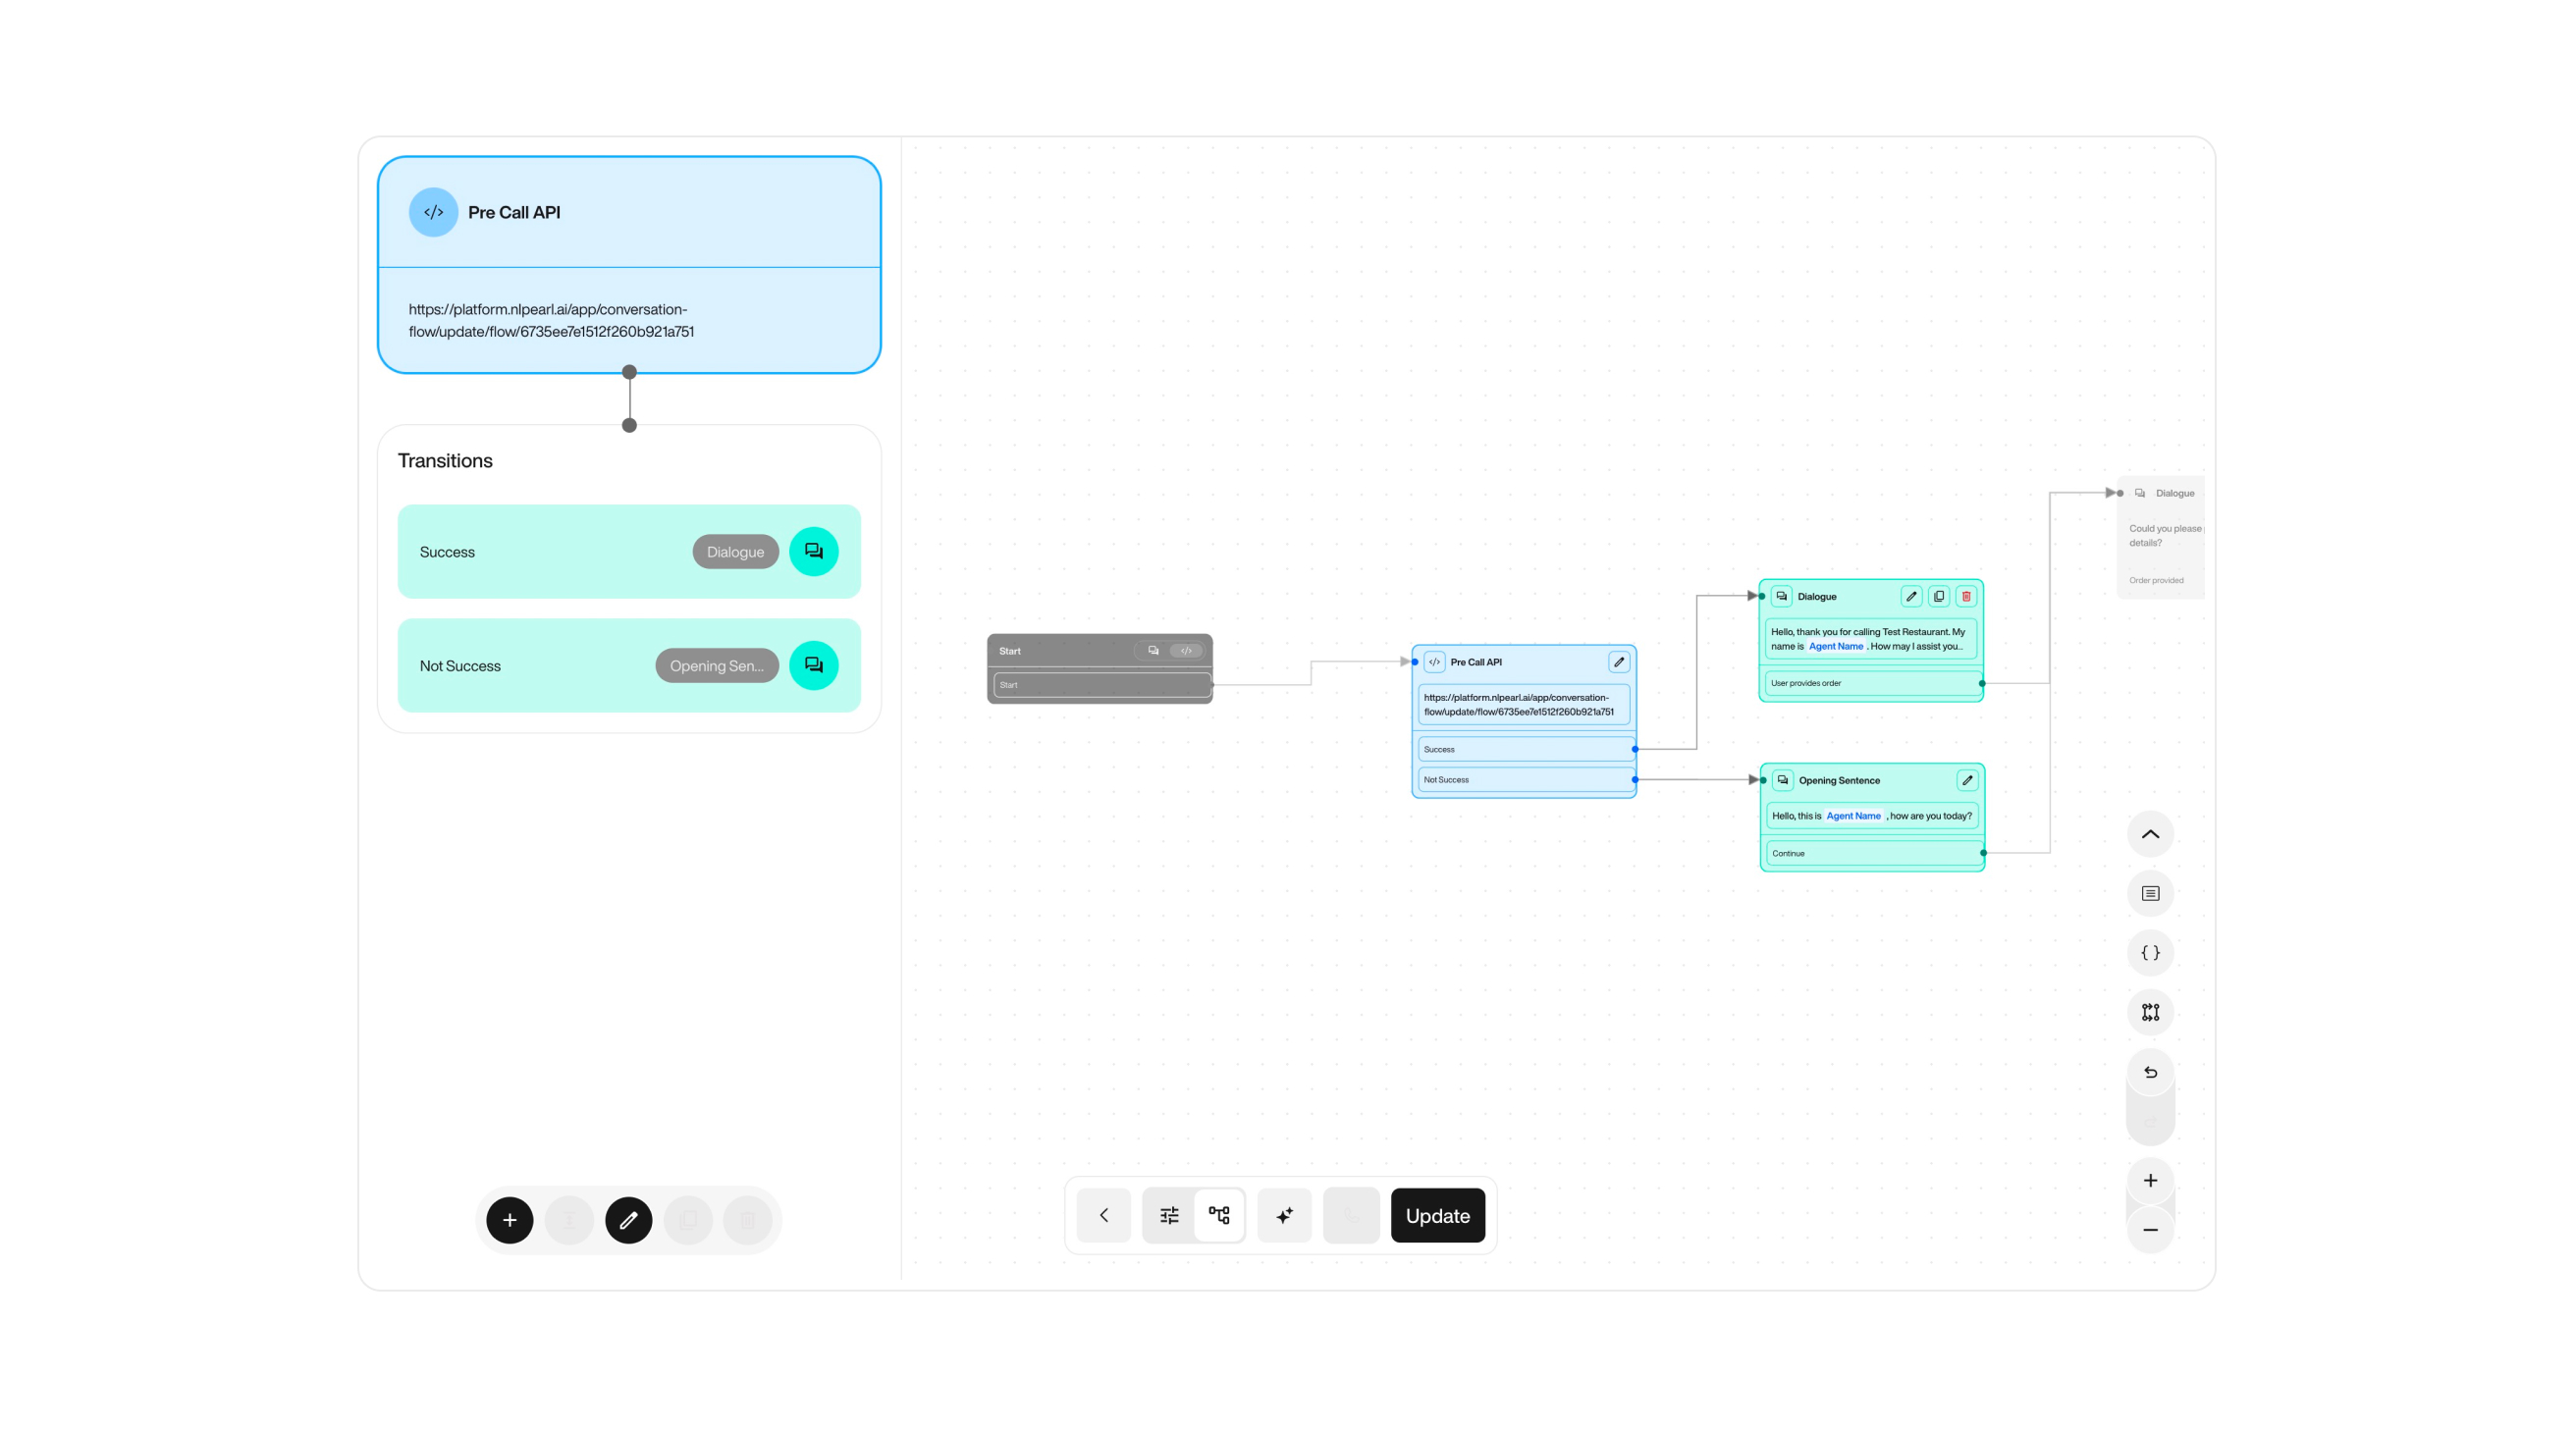 Pre Call API
https://platform.nlpearl.ai/app/conversation-
flow/update/flow/6735ee7e1512f260b921a751
Transitions
Success
Dialogue
Not Success
Opening Sen...
Start
Start
Pre Call API
https://platform.nlpearl.ai/app/conversation-
flow/update/flow/6735ee7e1512f260b921a751
Success
Not Success
Dialogue
Hello, thank you for calling Test Restaurant. My
name is Agent Name . How may I assist you..
User provides order
Opening Sentence
Hello, this is Agent Name , how are you today?
Continue
Dialogue
Could you please
details?
Order provided
Update